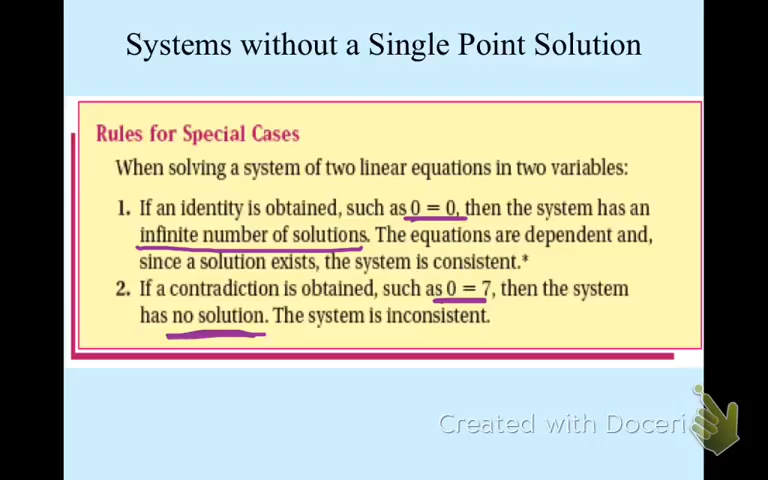 Systems without a Single Point Solution
Rules for Special Cases
When solving a system of two linear equations in two variables:
1. If an identity is obtained, such as 0 = 0, then the system has an
infinite number of solutions. The equations are dependent and,
since a solution exists, the system is consistent.*
2. If a contradiction is obtained, such as 0 = 7, then the system
has no solution. The system is inconsistent.
Created with Doceri